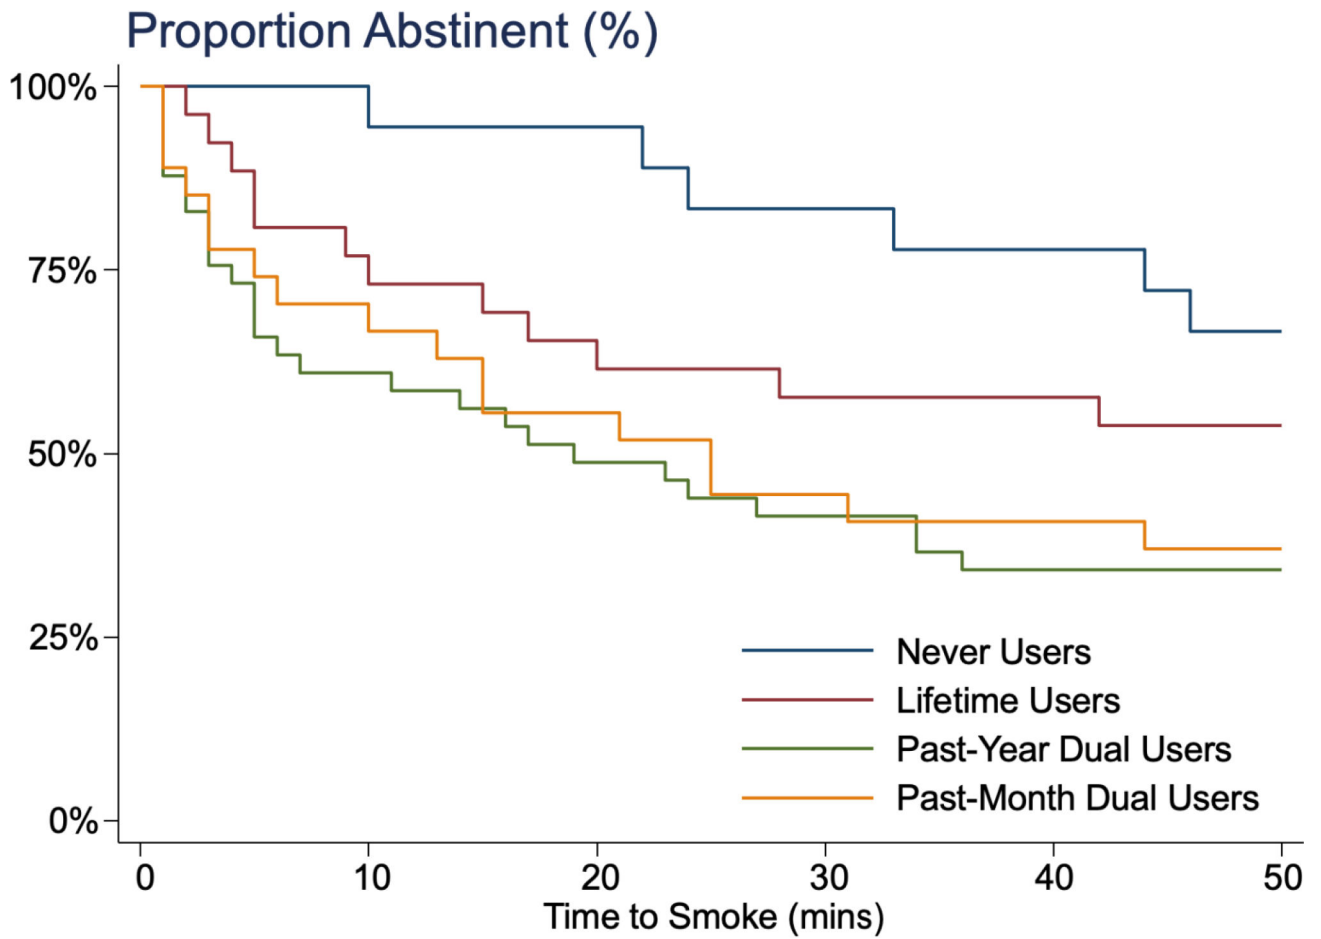 Proportion Abstinent (%)
100%
75%
50%
25%
0%
Never Users
Lifetime Users
Past-Year Dual Users
Past-Month Dual Users
0 10 20 30 40 50
Time to Smoke (mins)